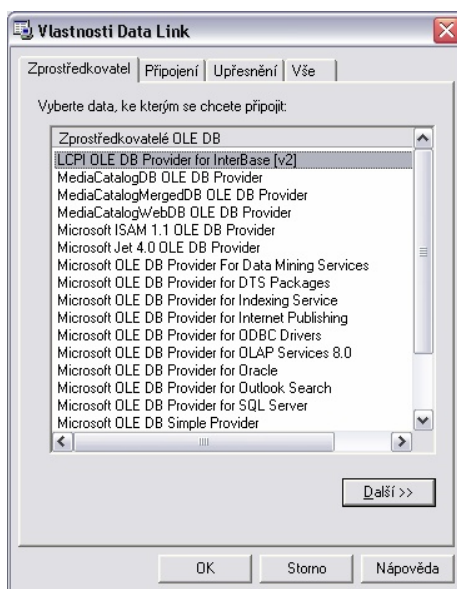 Vlastnosti Data Link
Zprostředkovatel Připojení Upřesnění Vše
Vyberte data, ke kterým se chcete připojit:
Zprostředkovatelé OLE DB
LCPI OLE DB Provider for InterBase [v2]
MediaCatalogDB OLE DB Provider
MediaCatalogMergedDB OLE DB Provider
MediaCatalogWebDB OLE DB Provider
Microsoft ISAM 1.1 OLE DB Provider
Microsoft Jet 4.0 OLE DB Provider
Microsoft OLE DB Provider For Data Mining Services
Microsoft OLE DB Provider for DTS Packages
Microsoft OLE DB Provider for Indexing Service
Microsoft OLE DB Provider for Internet Publishing
Microsoft OLE DB Provider for ODBC Drivers
Microsoft OLE DB Provider for OLAP Services 8.0
Microsoft OLE DB Provider for Oracle
Microsoft OLE DB Provider for Outlook Search
Microsoft OLE DB Provider for SQL Server
Microsoft OLE DB Simple Provider
Další >>
OK Storno Nápověda